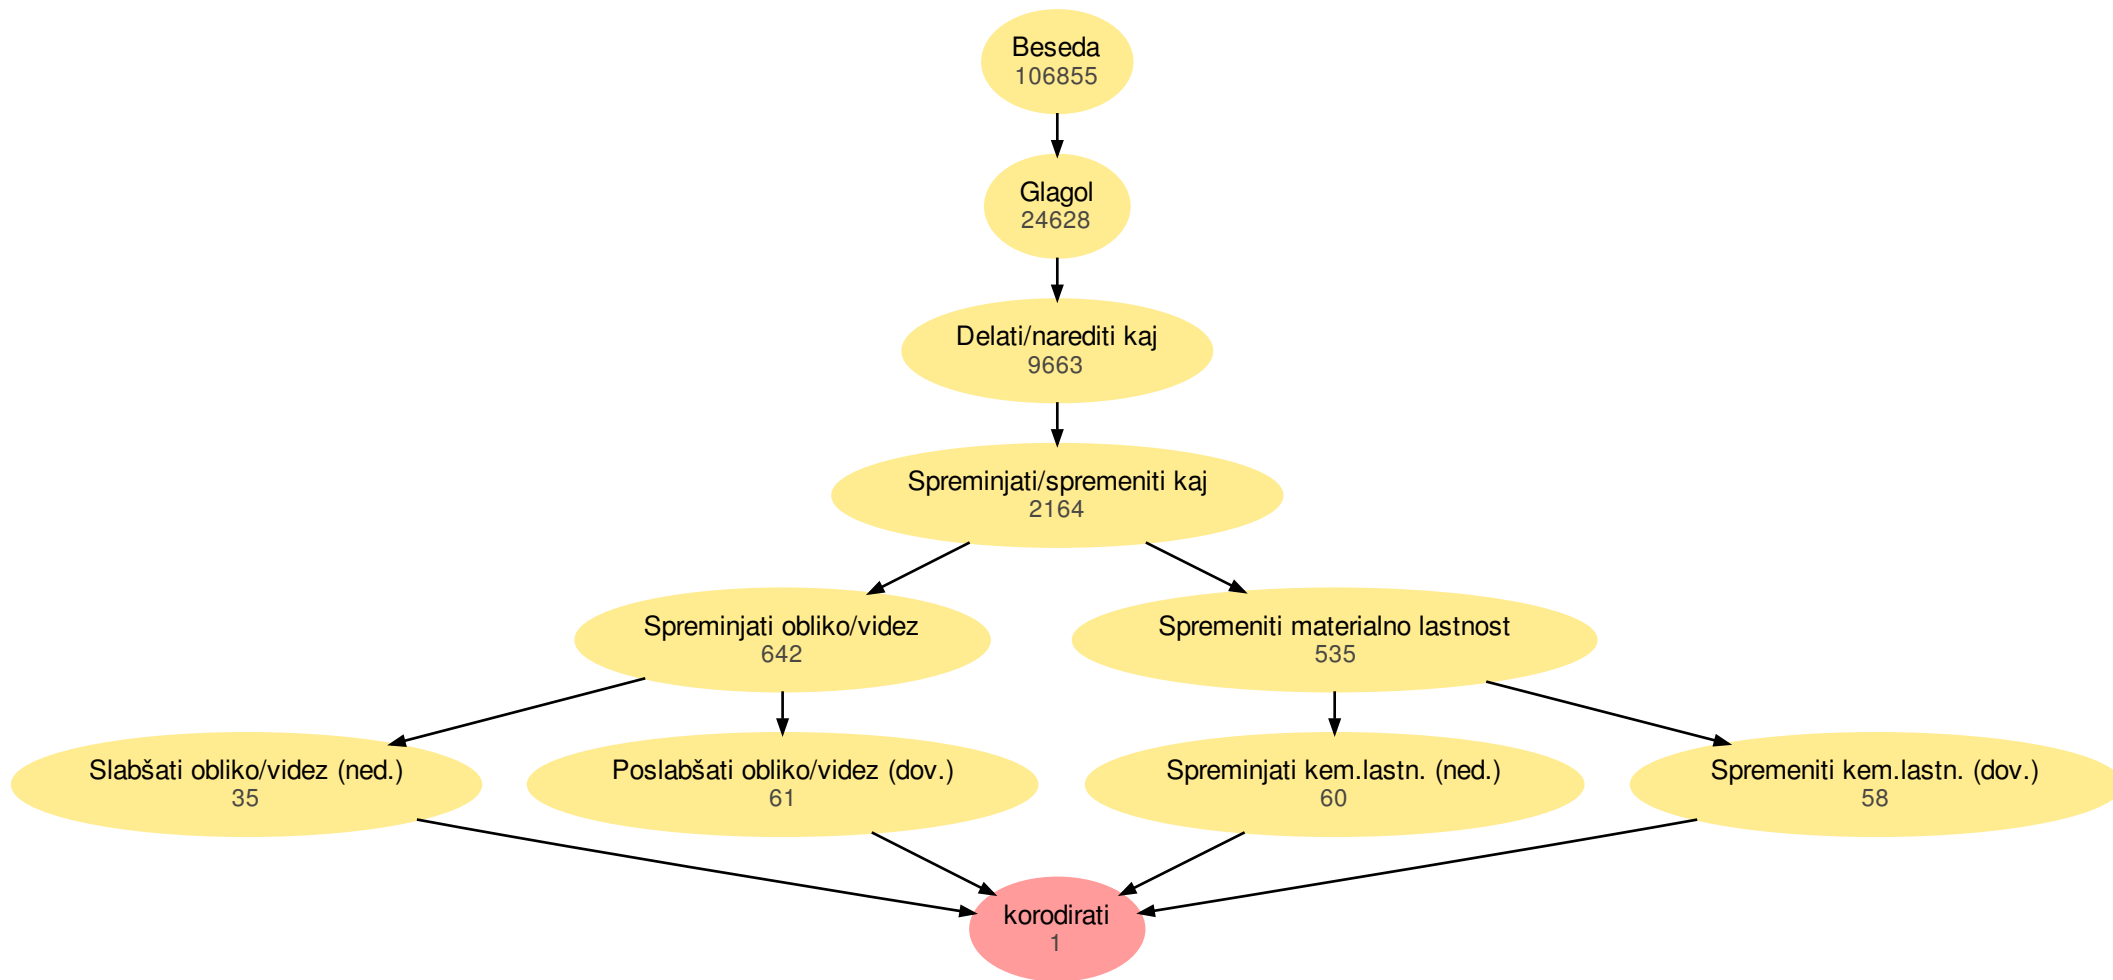 Beseda
106855
Glagol
24628
Delati/narediti kaj
9663
Spreminjati/spremeniti kaj
2164
Spreminjati obliko/videz
642
Spremeniti materialno lastnost
535
Slabšati obliko/videz (ned.)
35
Poslabšati obliko/videz (dov.)
61
Spreminjati kem.lastn. (ned.)
60
Spremeniti kem.lastn. (dov.)
58
korodirati
1